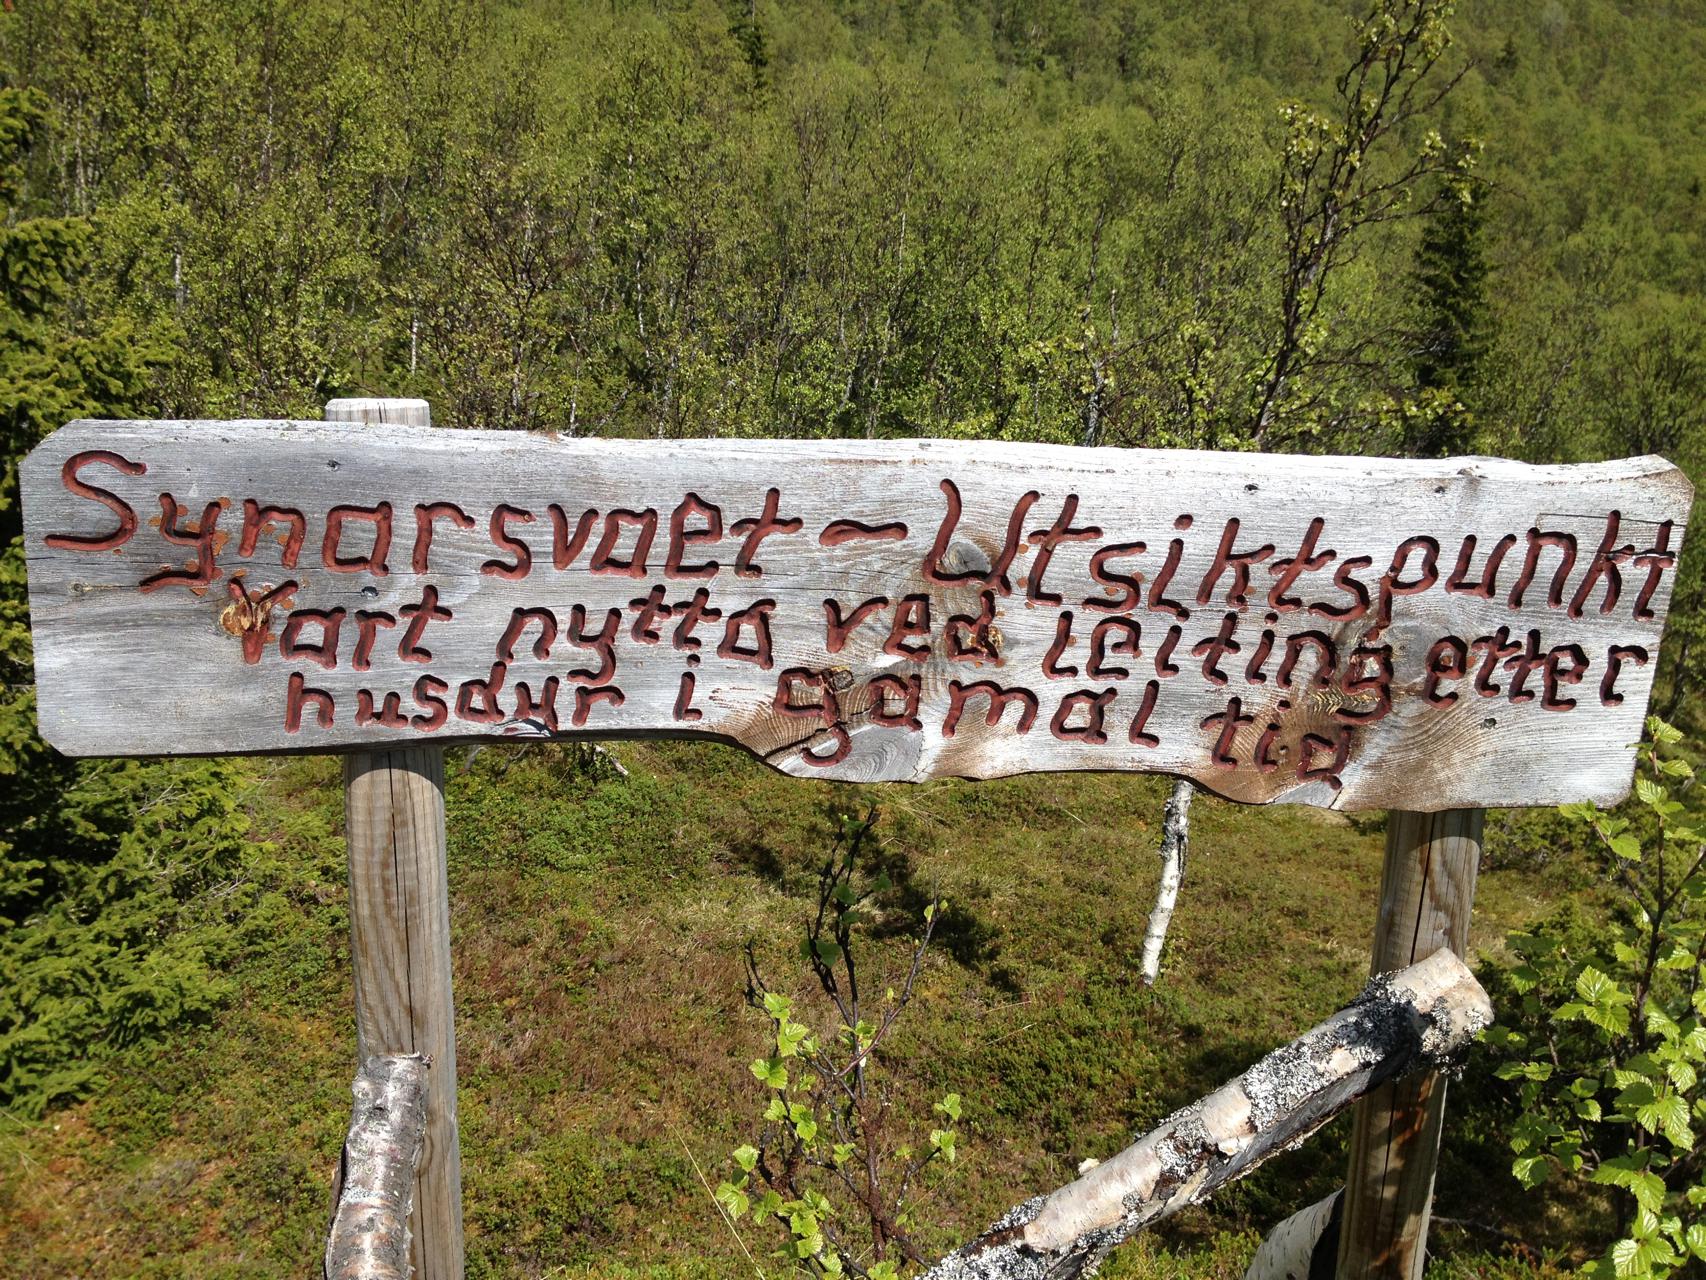 Synarsvaet - Utsiktspunkt
Vart nytta ved leiting etter
husdyr i gamal tid